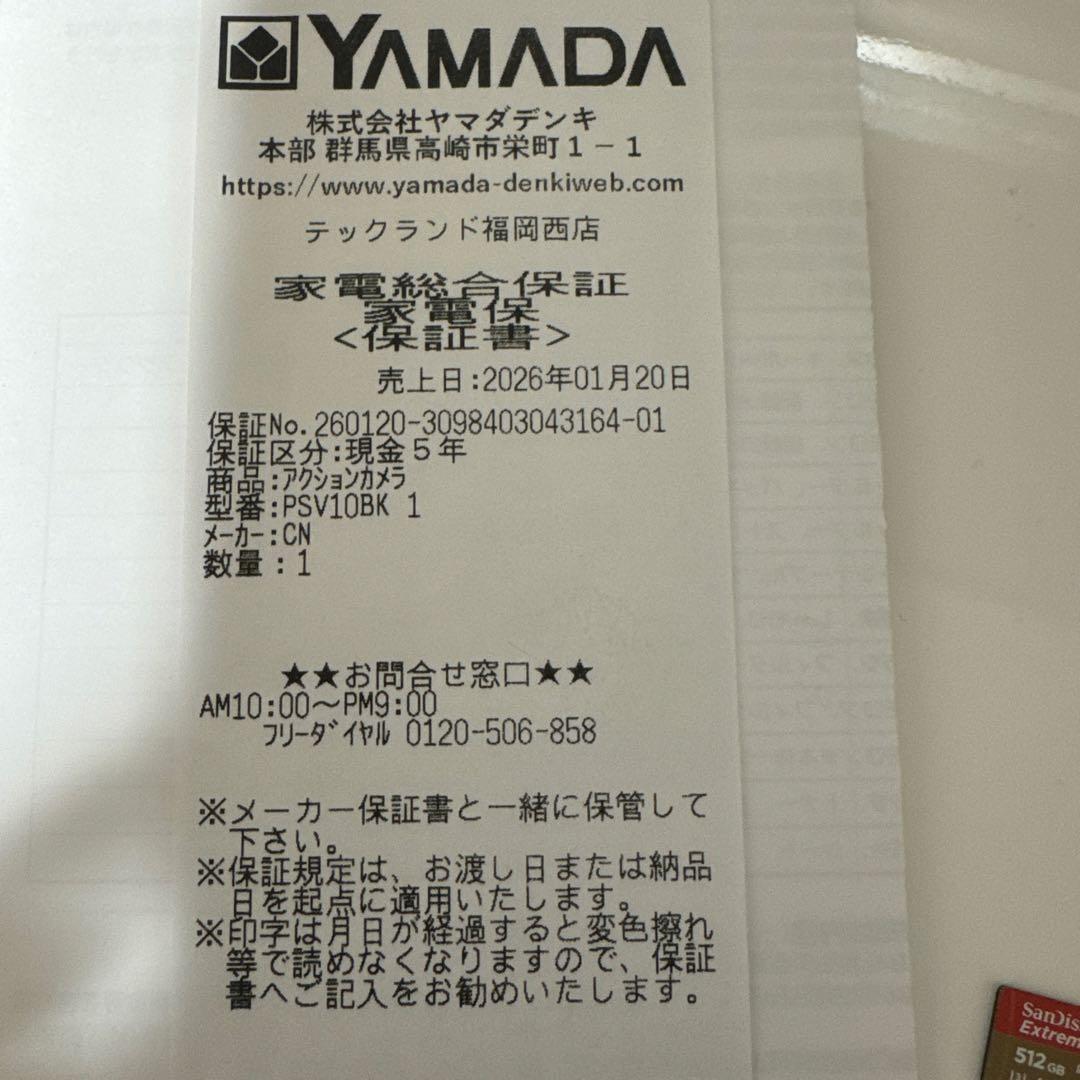 YAMADA
株式会社ヤマダデンキ
本部 群馬県高崎市栄町1-1
https://www.yamada-denkiweb.com
テックランド福岡西店
家電総合保証
家電保
<保証書>
売上日:2026年01月20日
保証No.260120-3098403043164-01
保証区分:現金5年
商品:ｱｸｼｮﾝｶﾒﾗ
型番:PSV10BK 1
ﾒｰｶｰ:CN
数量:1
★★お問合せ窓口★★
AM10:00〜PM9:00
ﾌﾘｰﾀﾞｲﾔﾙ 0120-506-858
※メーカー保証書と一緒に保管して
下さい。
※保証規定は、お渡し日または納品
日を起点に適用いたします。
※印字は月日が経過すると変色擦れ
等で読めなくなりますので、保証
書へご記入をお勧めいたします。
SanDis
Extrem
512GB